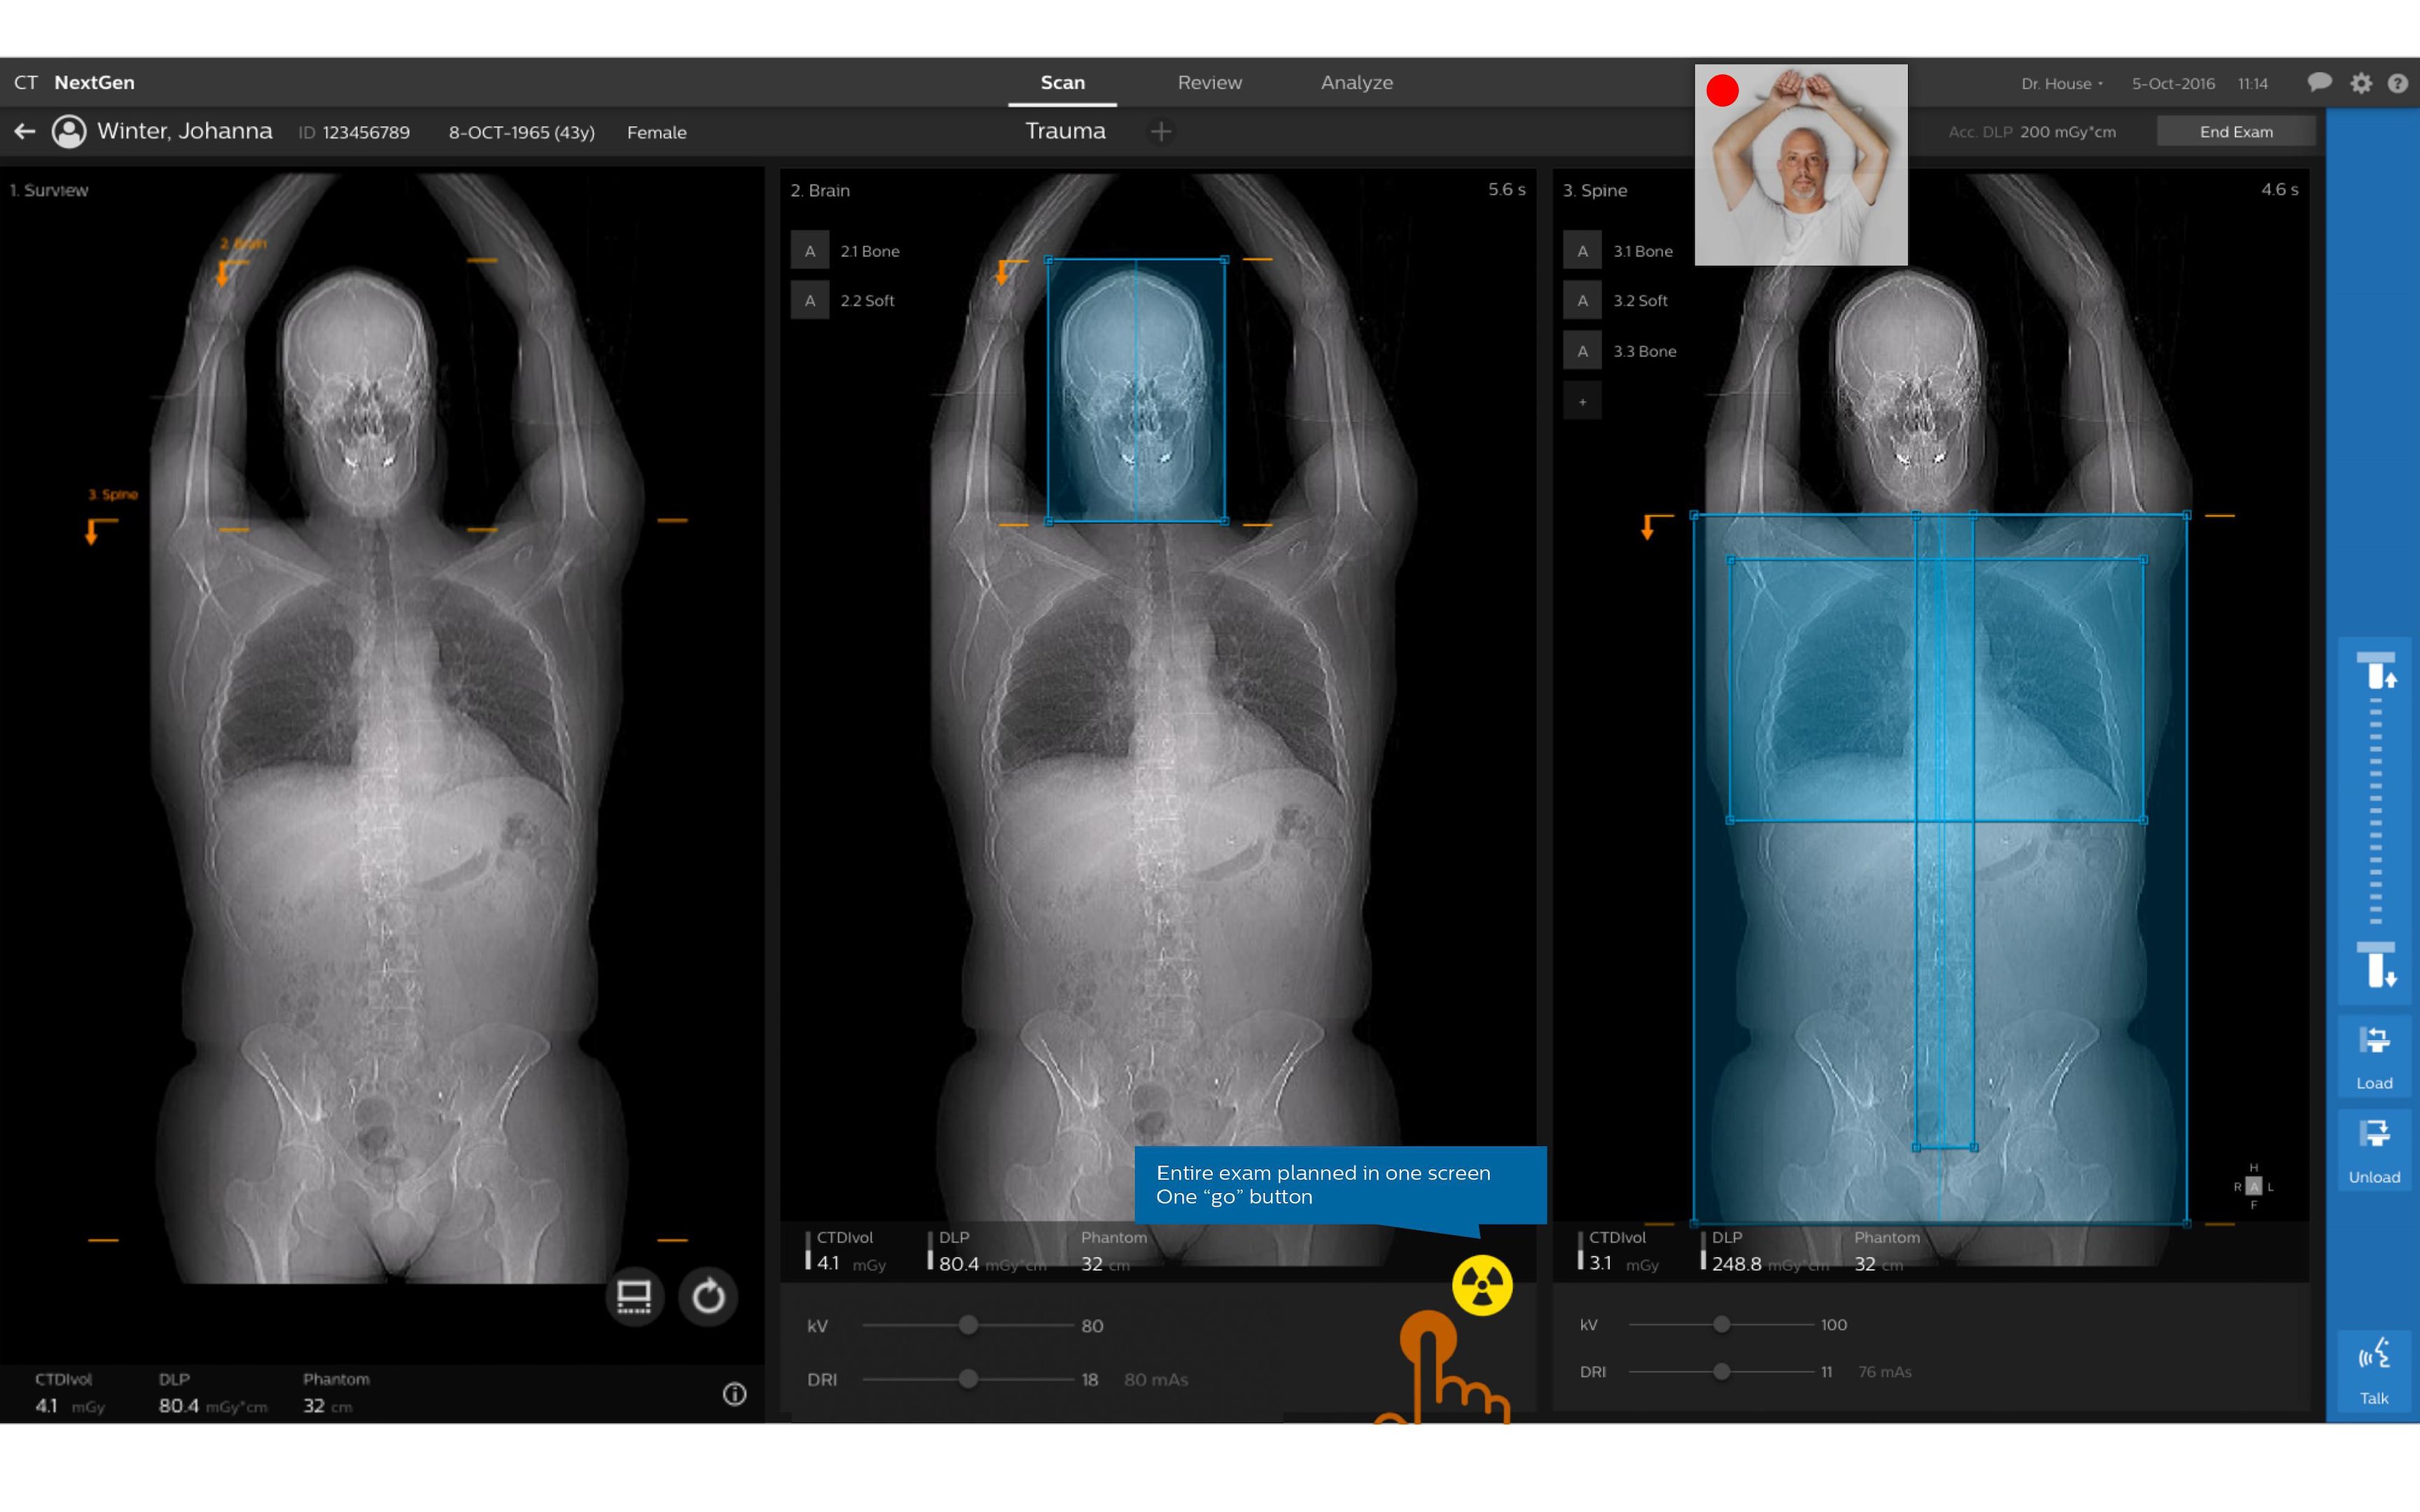 CT NextGen
Scan Review Analyze
Dr. House 5-Oct-2016 11:14
Winter, Johanna ID 123456789 8-OCT-1965 (43y) Female
Trauma +
Acc. DLP 200 mGy*cm End Exam
1. Surview
2. Brain
3. Spine
2. Brain 5.6 s
A 2.1 Bone
A 2.2 Soft
3. Spine 4.6 s
A 3.1 Bone
A 3.2 Soft
A 3.3 Bone
+
Entire exam planned in one screen
One “go” button
H
R A L
F
CTDIvol DLP Phantom
4.1 mGy 80.4 mGy*cm 32 cm
CTDIvol DLP Phantom
4.1 mGy 80.4 mGy*cm 32 cm
kV 80
DRI 18 80 mAs
CTDIvol DLP Phantom
3.1 mGy 248.8 mGy*cm 32 cm
kV 100
DRI 11 76 mAs
Load
Unload
Talk